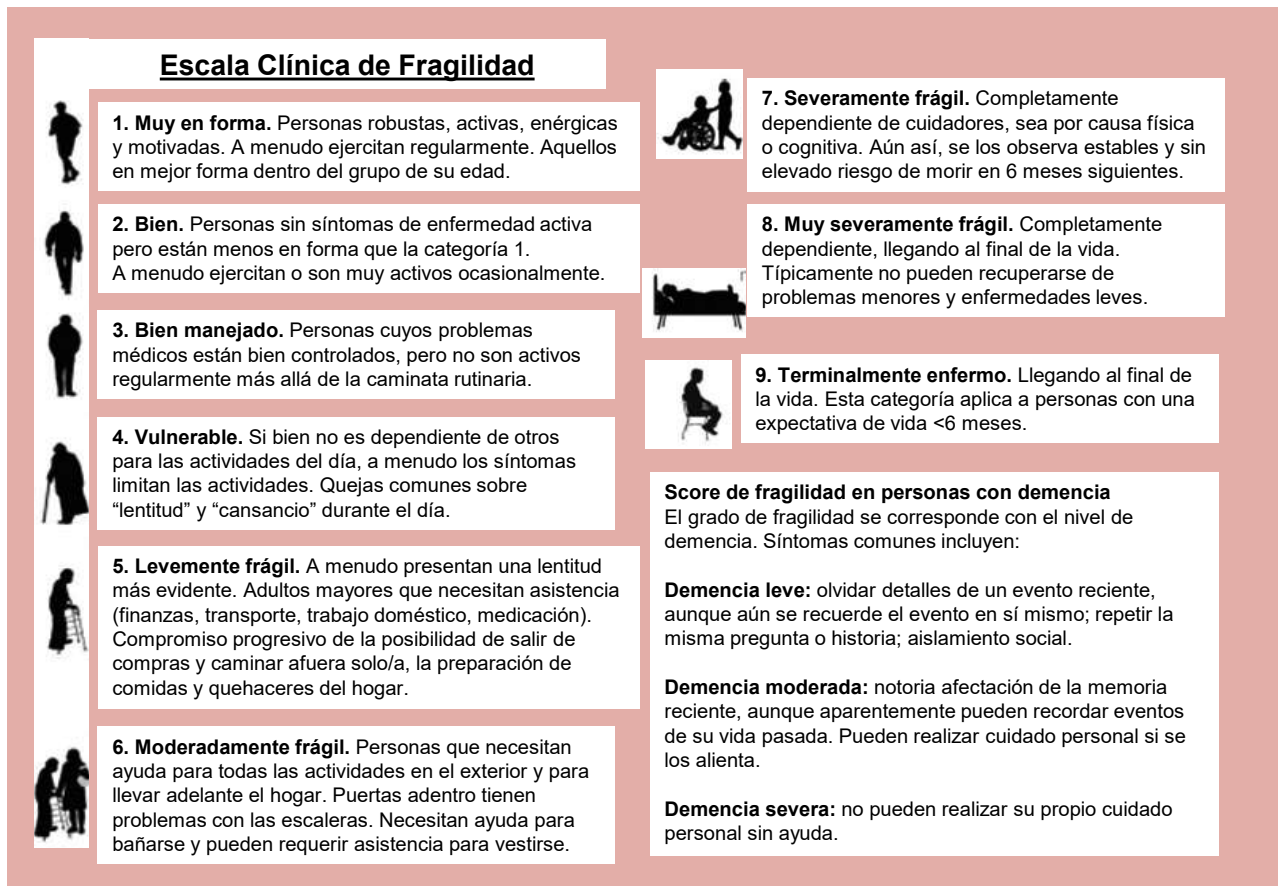 Escala Clínica de Fragilidad
1. Muy en forma. Personas robustas, activas, enérgicas
y motivadas. A menudo ejercitan regularmente. Aquellos
en mejor forma dentro del grupo de su edad.
2. Bien. Personas sin síntomas de enfermedad activa
pero están menos en forma que la categoría 1.
A menudo ejercitan o son muy activos ocasionalmente.
3. Bien manejado. Personas cuyos problemas
médicos están bien controlados, pero no son activos
regularmente más allá de la caminata rutinaria.
4. Vulnerable. Si bien no es dependiente de otros
para las actividades del día, a menudo los síntomas
limitan las actividades. Quejas comunes sobre
“lentitud” y “cansancio” durante el día.
5. Levemente frágil. A menudo presentan una lentitud
más evidente. Adultos mayores que necesitan asistencia
(finanzas, transporte, trabajo doméstico, medicación).
Compromiso progresivo de la posibilidad de salir de
compras y caminar afuera solo/a, la preparación de
comidas y quehaceres del hogar.
6. Moderadamente frágil. Personas que necesitan
ayuda para todas las actividades en el exterior y para
llevar adelante el hogar. Puertas adentro tienen
problemas con las escaleras. Necesitan ayuda para
bañarse y pueden requerir asistencia para vestirse.
7. Severamente frágil. Completamente
dependiente de cuidadores, sea por causa física
o cognitiva. Aún así, se los observa estables y sin
elevado riesgo de morir en 6 meses siguientes.
8. Muy severamente frágil. Completamente
dependiente, llegando al final de la vida.
Típicamente no pueden recuperarse de
problemas menores y enfermedades leves.
9. Terminalmente enfermo. Llegando al final de
la vida. Esta categoría aplica a personas con una
expectativa de vida <6 meses.
Score de fragilidad en personas con demencia
El grado de fragilidad se corresponde con el nivel de
demencia. Síntomas comunes incluyen:
Demencia leve: olvidar detalles de un evento reciente,
aunque aún se recuerde el evento en sí mismo; repetir la
misma pregunta o historia; aislamiento social.
Demencia moderada: notoria afectación de la memoria
reciente, aunque aparentemente pueden recordar eventos
de su vida pasada. Pueden realizar cuidado personal si se
los alienta.
Demencia severa: no pueden realizar su propio cuidado
personal sin ayuda.